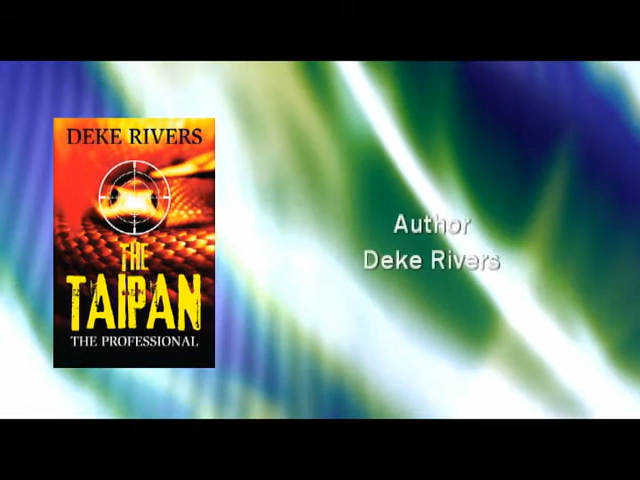 DEKE RIVERS
THE
TAIPAN
THE PROFESSIONAL
Author
Deke Rivers